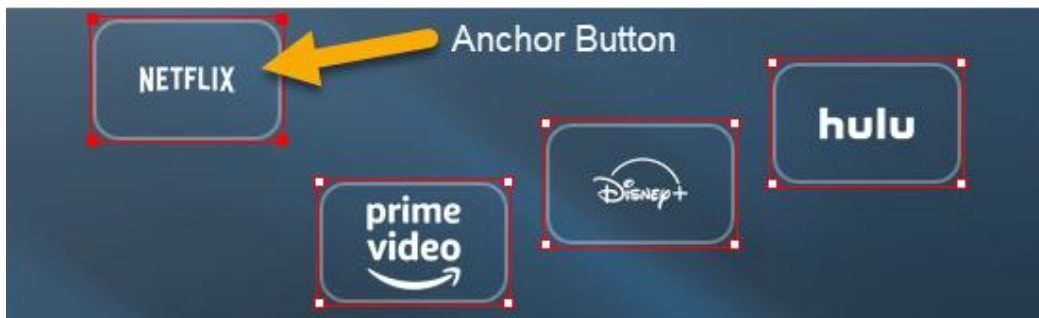 Anchor Button
NETFLIX
hulu
Disney+
prime
video